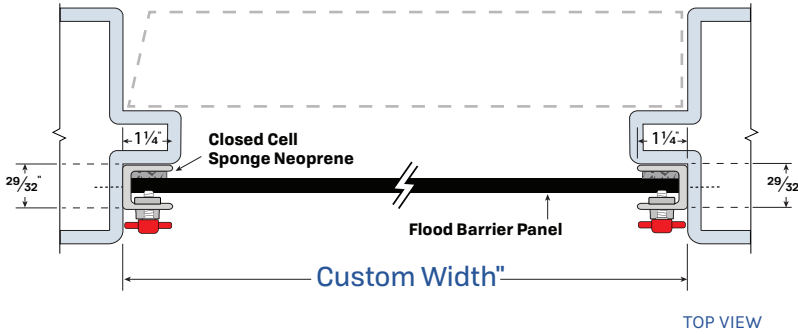 1¼"
1¼"
Closed Cell
Sponge Neoprene
29/32"
29/32"
Flood Barrier Panel
Custom Width"
TOP VIEW